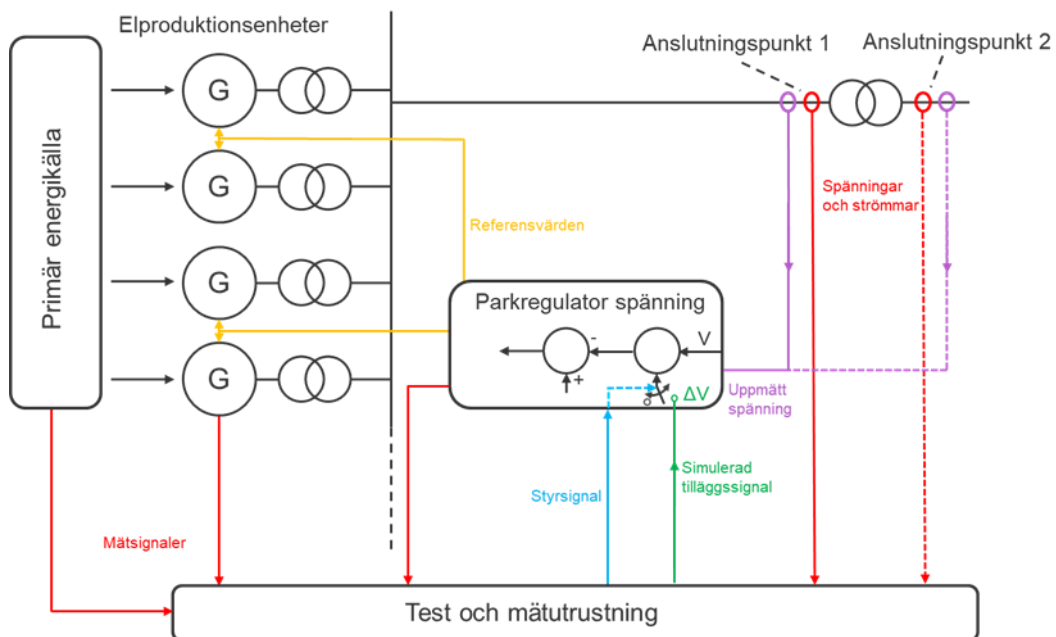 Elproduktionsenheter
Anslutningspunkt 1
Anslutningspunkt 2
Primär energikälla
G
G
G
G
Referensvärden
Spänningar
och strömmar
Parkregulator spänning
-
V
+
ΔV
Uppmätt
spänning
Styrsignal
Simulerad
tilläggssignal
Mätsignaler
Test och mätutrustning